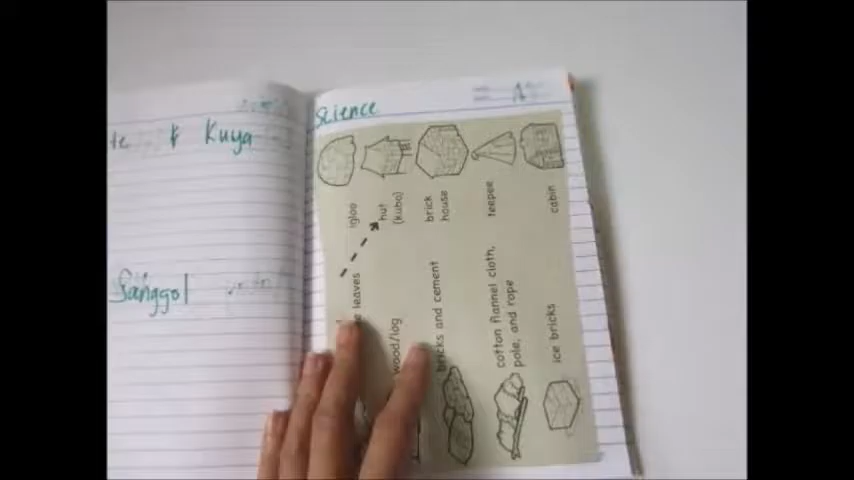 & Kuya
Sanggol
Science
igloo
hut
(kubo)
brick
house
teepee
cabin
leaves
wood/log
bricks and cement
cotton flannel cloth,
pole, and rope
ice bricks